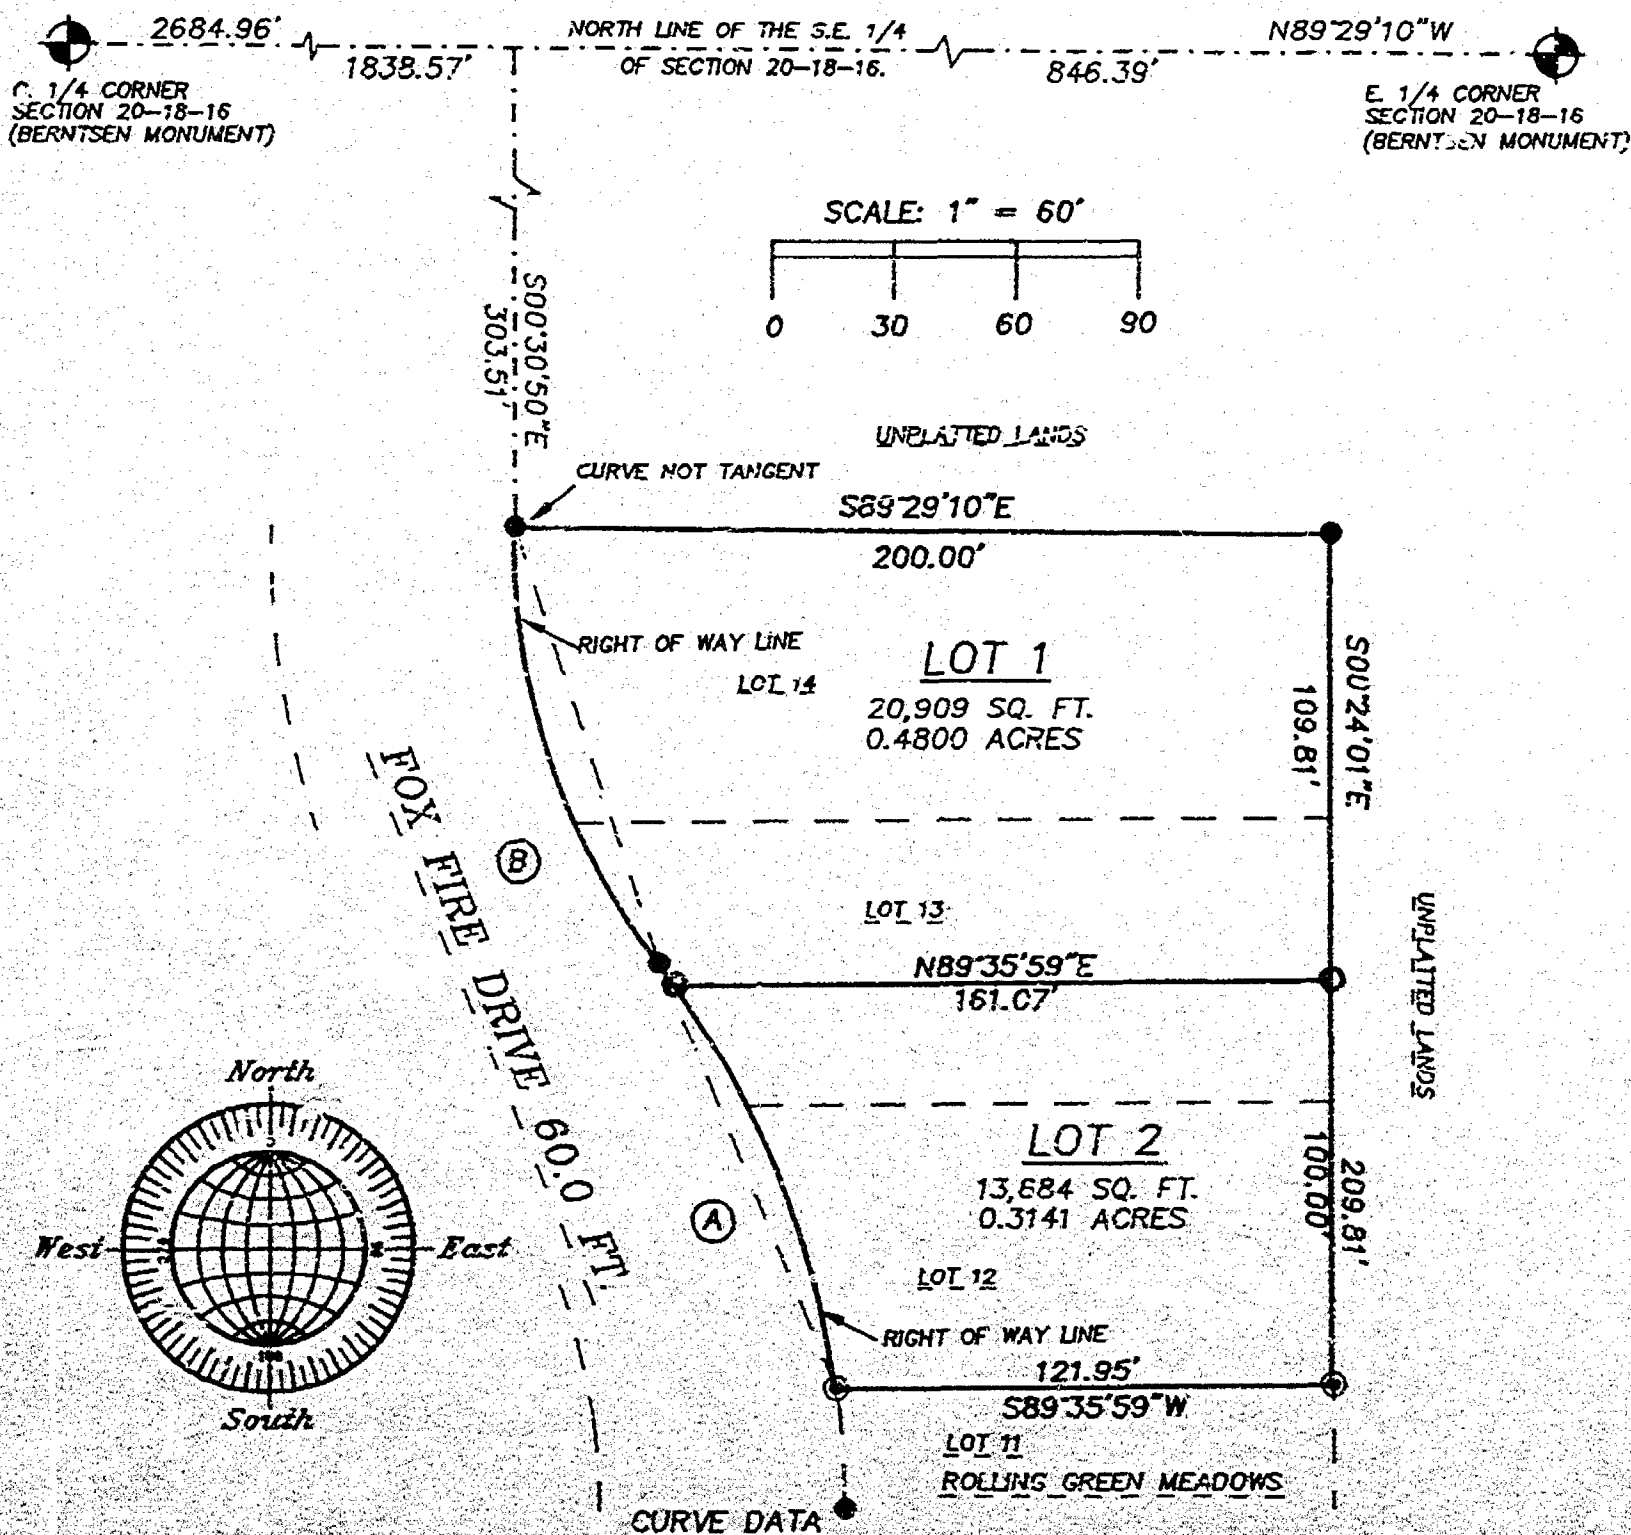 2684.96'
NORTH LINE OF THE S.E. 1/4
OF SECTION 20-18-16.
N89°29'10"W
1838.57'
846.39'
C. 1/4 CORNER
SECTION 20-18-16
(BERNTSEN MONUMENT)
E. 1/4 CORNER
SECTION 20-18-16
(BERNTSEN MONUMENT)
SCALE: 1" = 60'
0 30 60 90
S00°30'50"E
303.51'
UNPLATTED LANDS
CURVE NOT TANGENT
S89°29'10"E
200.00'
RIGHT OF WAY LINE
LOT 14
LOT 1
20,909 SQ. FT.
0.4800 ACRES
S00°24'01"E
109.81'
FOX FIRE DRIVE 60.0 FT.
B
LOT 13
N89°35'59"E
161.07'
UNPLATTED LANDS
LOT 2
13,684 SQ. FT.
0.3141 ACRES
100.00'
209.81'
A
LOT 12
RIGHT OF WAY LINE
121.95'
S89°35'59"W
LOT 11
ROLLING GREEN MEADOWS
North
West
East
South
CURVE DATA